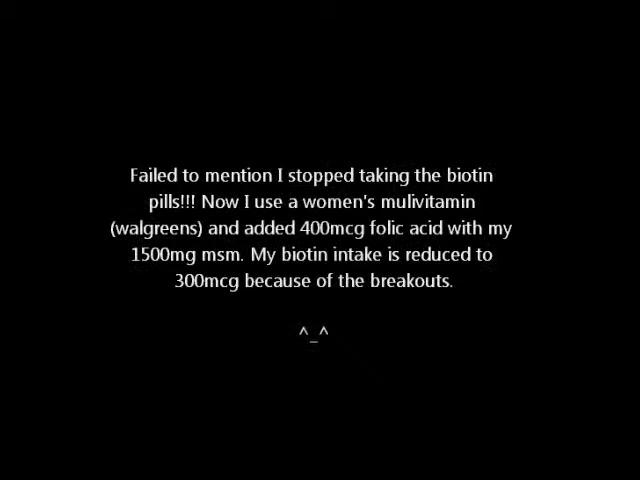 Failed to mention I stopped taking the biotin
pills!!! Now I use a women's mulivitamin
(walgreens) and added 400mcg folic acid with my
1500mg msm. My biotin intake is reduced to
300mcg because of the breakouts.
^_^